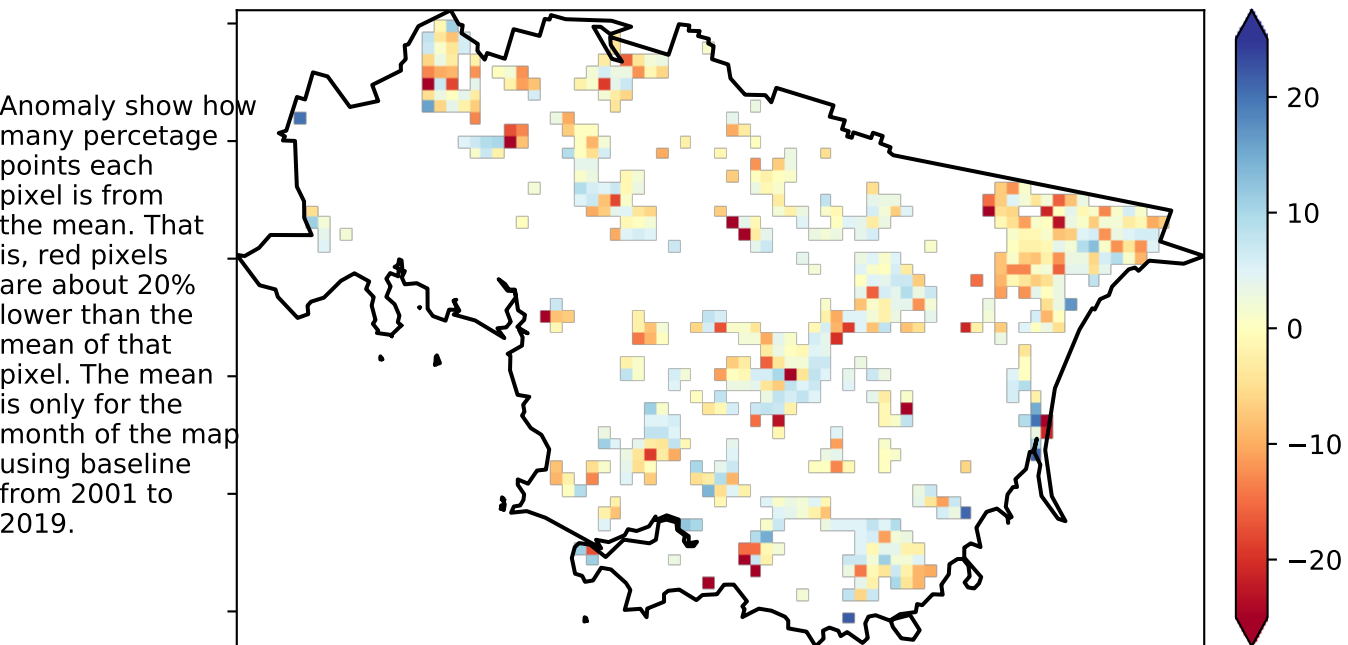 Anomaly show how
many percetage
points each
pixel is from
the mean. That
is, red pixels
are about 20%
lower than the
mean of that
pixel. The mean
is only for the
month of the map
using baseline
from 2001 to
2019.
20
10
0
−10
−20